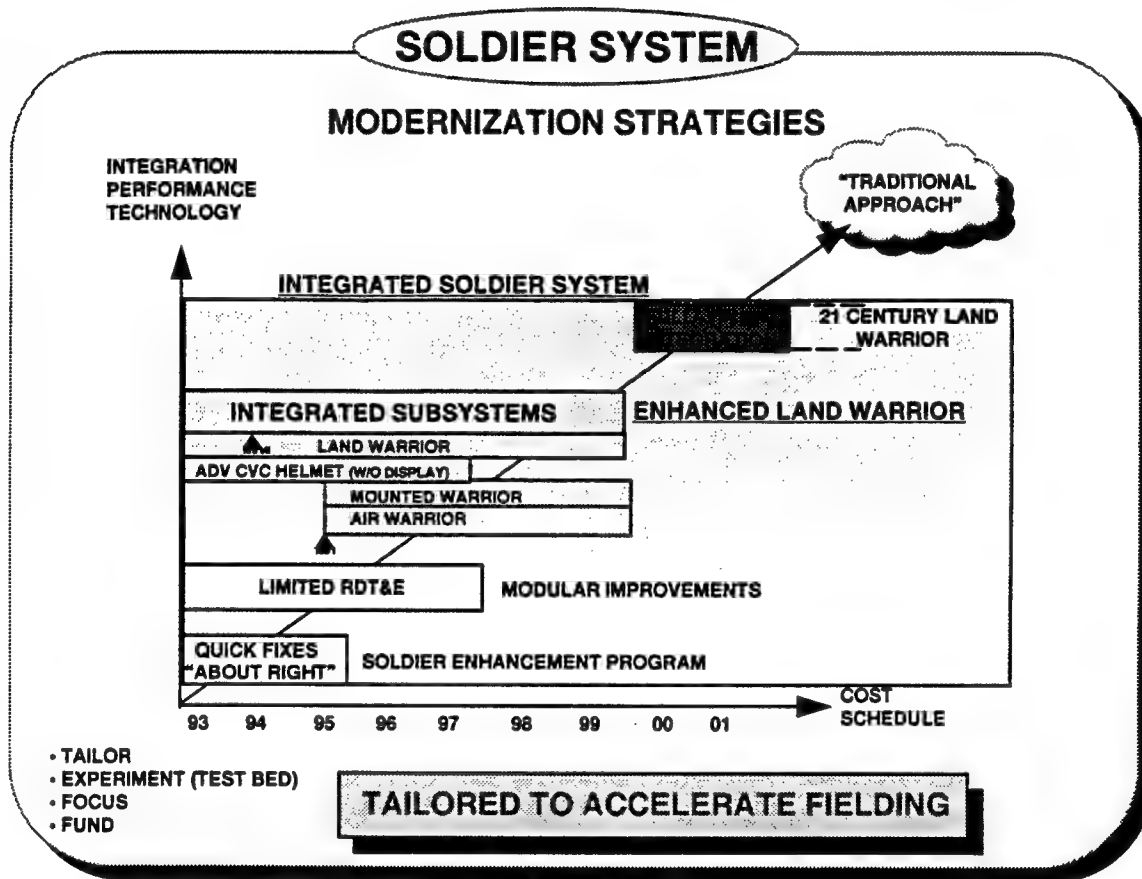 SOLDIER SYSTEM
MODERNIZATION STRATEGIES
INTEGRATION
PERFORMANCE
TECHNOLOGY
"TRADITIONAL
APPROACH"
INTEGRATED SOLDIER SYSTEM
21 CENTURY LAND
WARRIOR
INTEGRATED SUBSYSTEMS
ENHANCED LAND WARRIOR
LAND WARRIOR
ADV CVC HELMET (W/O DISPLAY)
MOUNTED WARRIOR
AIR WARRIOR
LIMITED RDT&E
MODULAR IMPROVEMENTS
QUICK FIXES
"ABOUT RIGHT"
SOLDIER ENHANCEMENT PROGRAM
93 94 95 96 97 98 99 00 01
COST
SCHEDULE
• TAILOR
• EXPERIMENT (TEST BED)
• FOCUS
• FUND
TAILORED TO ACCELERATE FIELDING